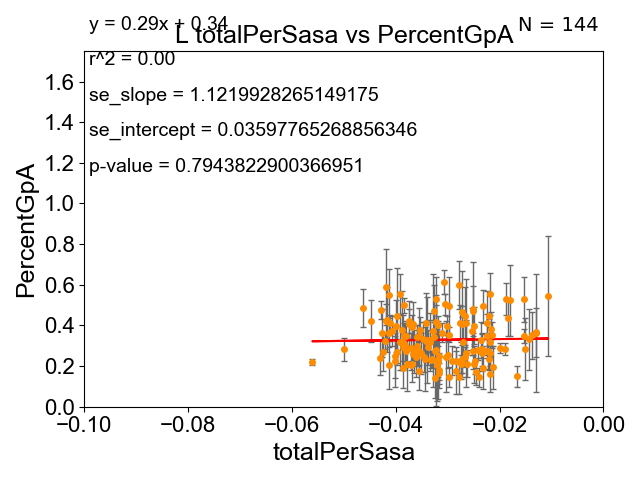 y = 0.29x + 0.34
N = 144
L totalPerSasa vs PercentGpA
r^2 = 0.00
se_slope = 1.1219928265149175
se_intercept = 0.03597765268856346
p-value = 0.7943822900366951
PercentGpA
1.6
1.4
1.2
1.0
0.8
0.6
0.4
0.2
0.0
−0.10 −0.08 −0.06 −0.04 −0.02 0.00
totalPerSasa